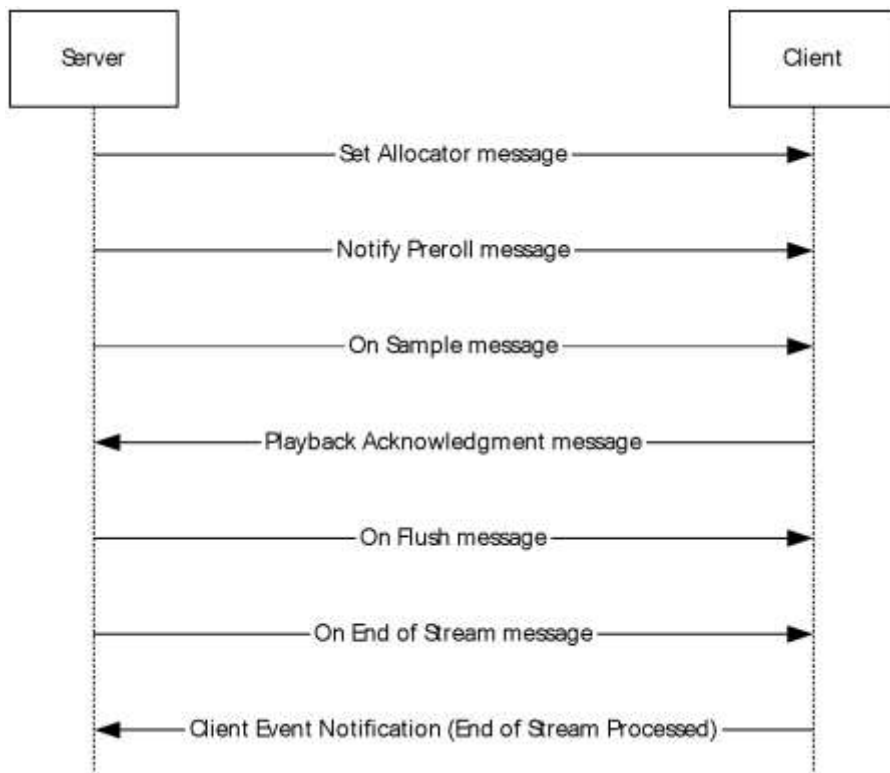 Server
Client
Set Allocator message
Notify Preroll message
On Sample message
Playback Acknowledgment message
On Flush message
On End of Stream message
Client Event Notification (End of Stream Processed)